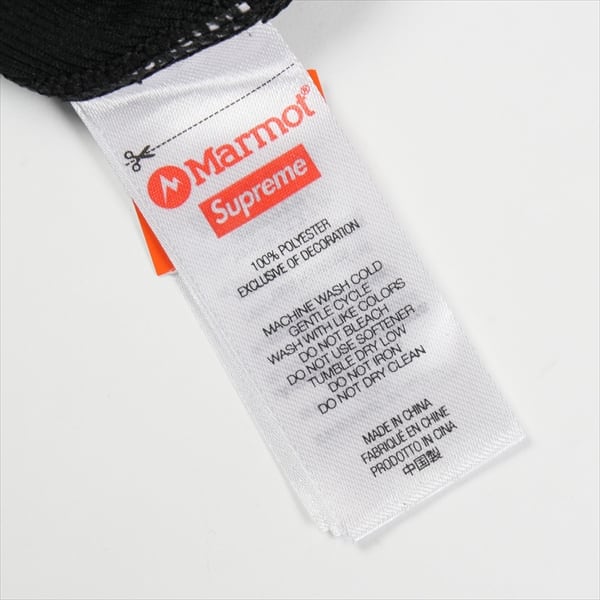 Marmot®
Supreme
100% POLYESTER
EXCLUSIVE OF DECORATION
MACHINE WASH COLD
GENTLE CYCLE
WASH WITH LIKE COLORS
DO NOT BLEACH
DO NOT USE SOFTENER
TUMBLE DRY LOW
DO NOT IRON
DO NOT DRY CLEAN
MADE IN CHINA
FABRIQUÉ EN CHINE
PRODOTTO IN CINA
中国製